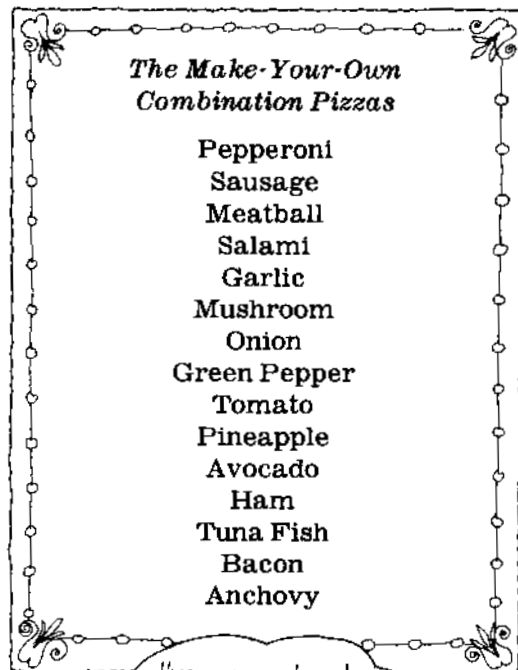 The Make-Your-Own
Combination Pizzas
Pepperoni
Sausage
Meatball
Salami
Garlic
Mushroom
Onion
Green Pepper
Tomato
Pineapple
Avocado
Ham
Tuna Fish
Bacon
Anchovy